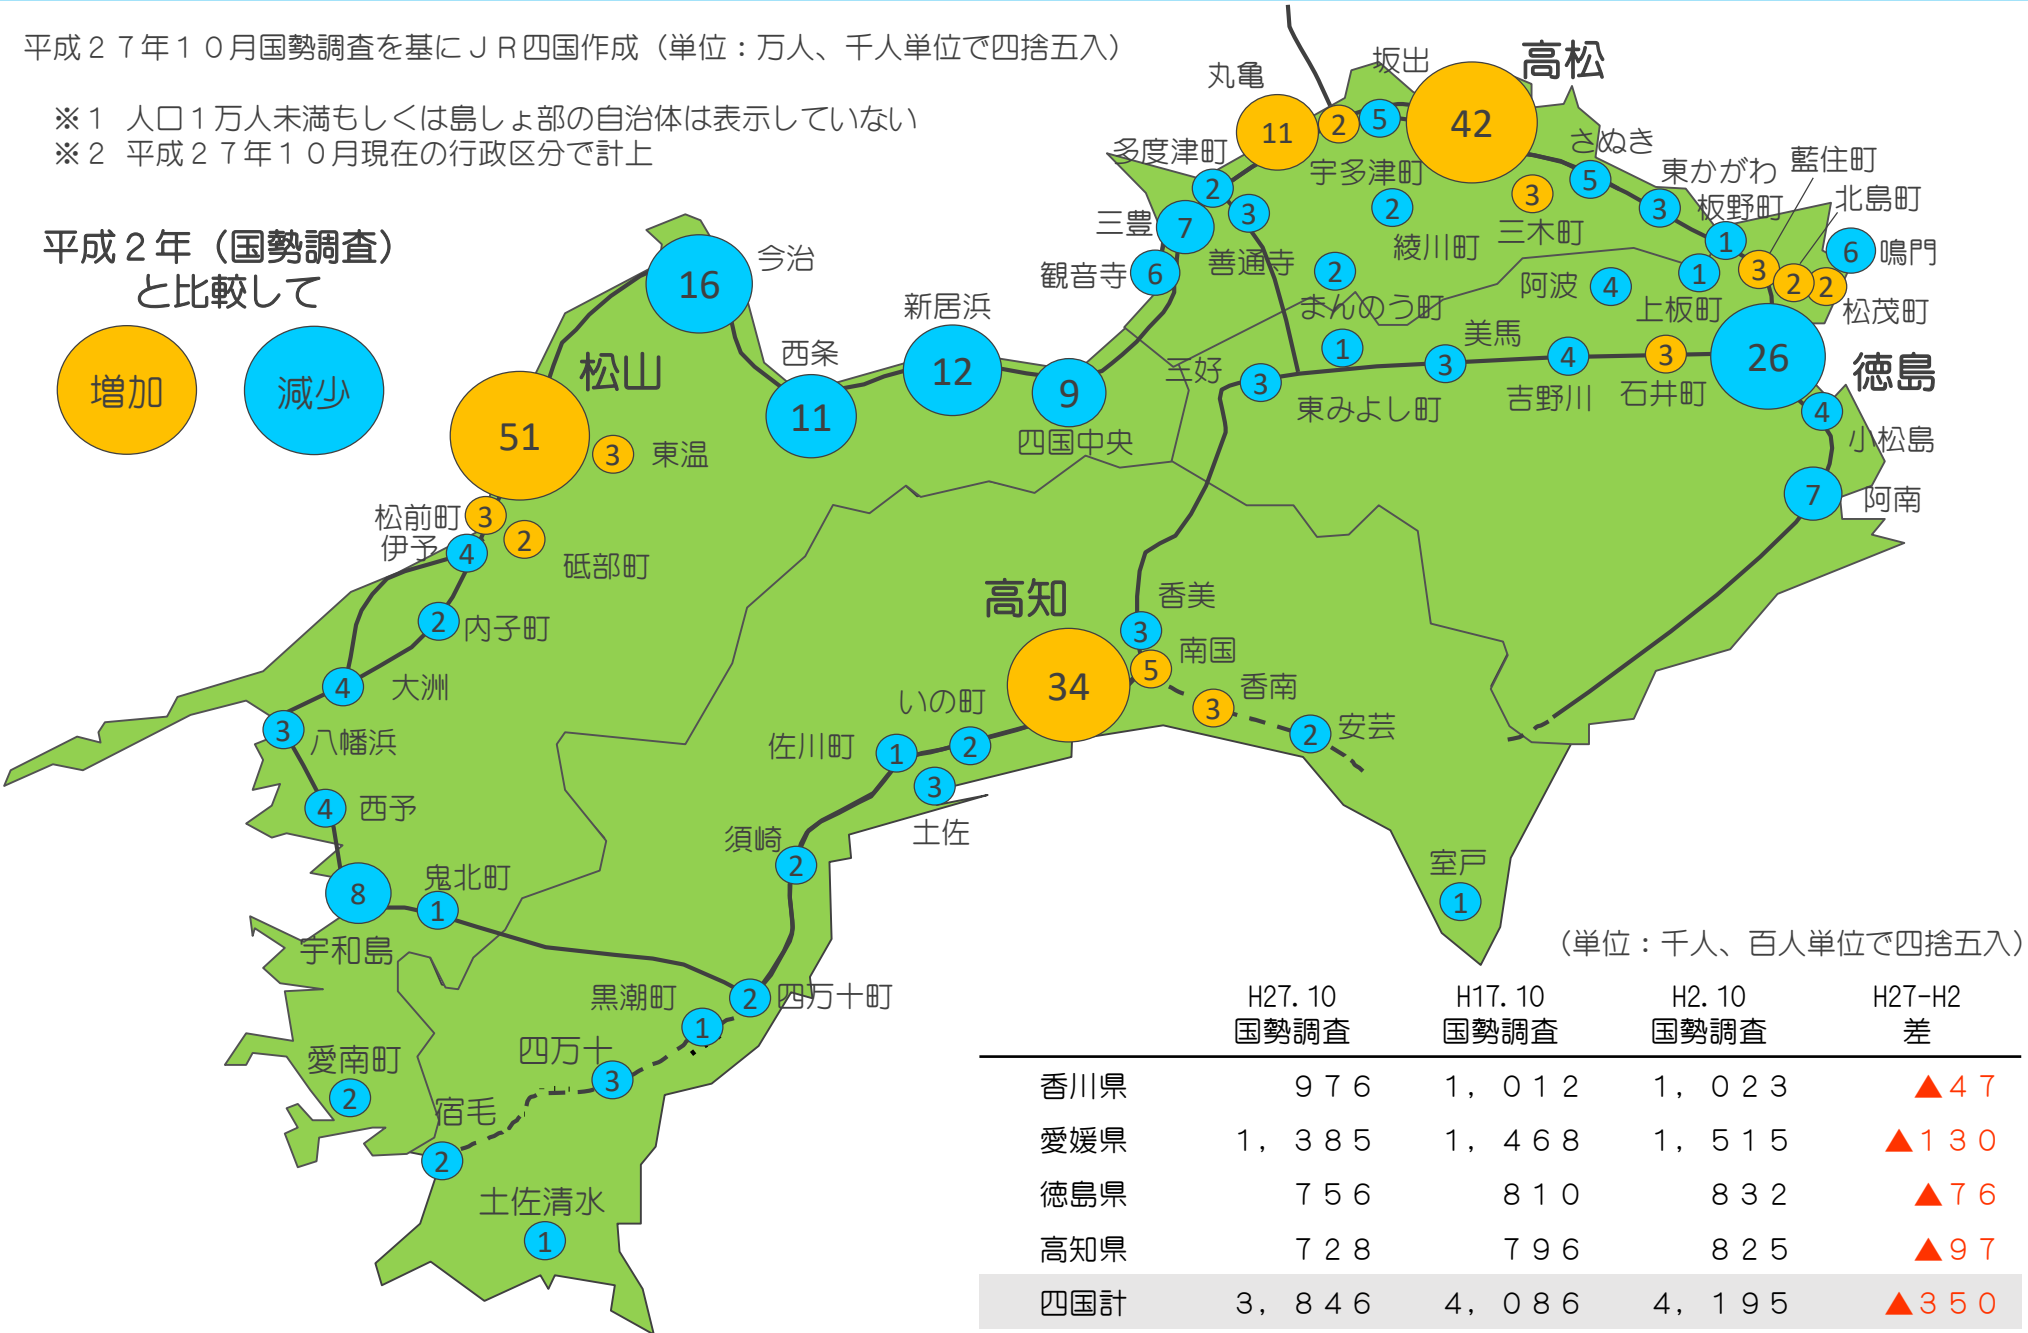 平成２７年１０月国勢調査を基にＪＲ四国作成（単位：万人、千人単位で四捨五入）
※１ 人口１万人未満もしくは島しょ部の自治体は表示していない
※２ 平成２７年１０月現在の行政区分で計上
平成２年（国勢調査）
と比較して
増加
減少
丸亀
11
坂出
2
5
高松
42
多度津町
2
宇多津町
さぬき
5
東かがわ
3
藍住町
板野町
1
北島町
三豊
7
3
善通寺
2
綾川町
3
三木町
6
鳴門
観音寺
6
2
まんのう町
阿波
4
1
上板町
3
2
2
松茂町
今治
16
新居浜
12
西条
11
9
四国中央
三好
3
1
東みよし町
美馬
3
4
吉野川
3
石井町
26
徳島
4
小松島
7
阿南
松山
51
3
東温
松前町
3
伊予
4
2
砥部町
2
内子町
4
大洲
3
八幡浜
4
西予
8
宇和島
鬼北町
1
高知
34
香美
3
5
南国
香南
3
2
安芸
いの町
2
佐川町
1
3
土佐
須崎
2
室戸
1
2
四万十町
黒潮町
1
四万十
3
愛南町
2
宿毛
2
土佐清水
1
（単位：千人、百人単位で四捨五入）
H27.10 H17.10 H2.10 H27-H2
国勢調査 国勢調査 国勢調査 差
香川県 ９７６ １，０１２ １，０２３ ▲４７
愛媛県 １，３８５ １，４６８ １，５１５ ▲１３０
徳島県 ７５６ ８１０ ８３２ ▲７６
高知県 ７２８ ７９６ ８２５ ▲９７
四国計 ３，８４６ ４，０８６ ４，１９５ ▲３５０